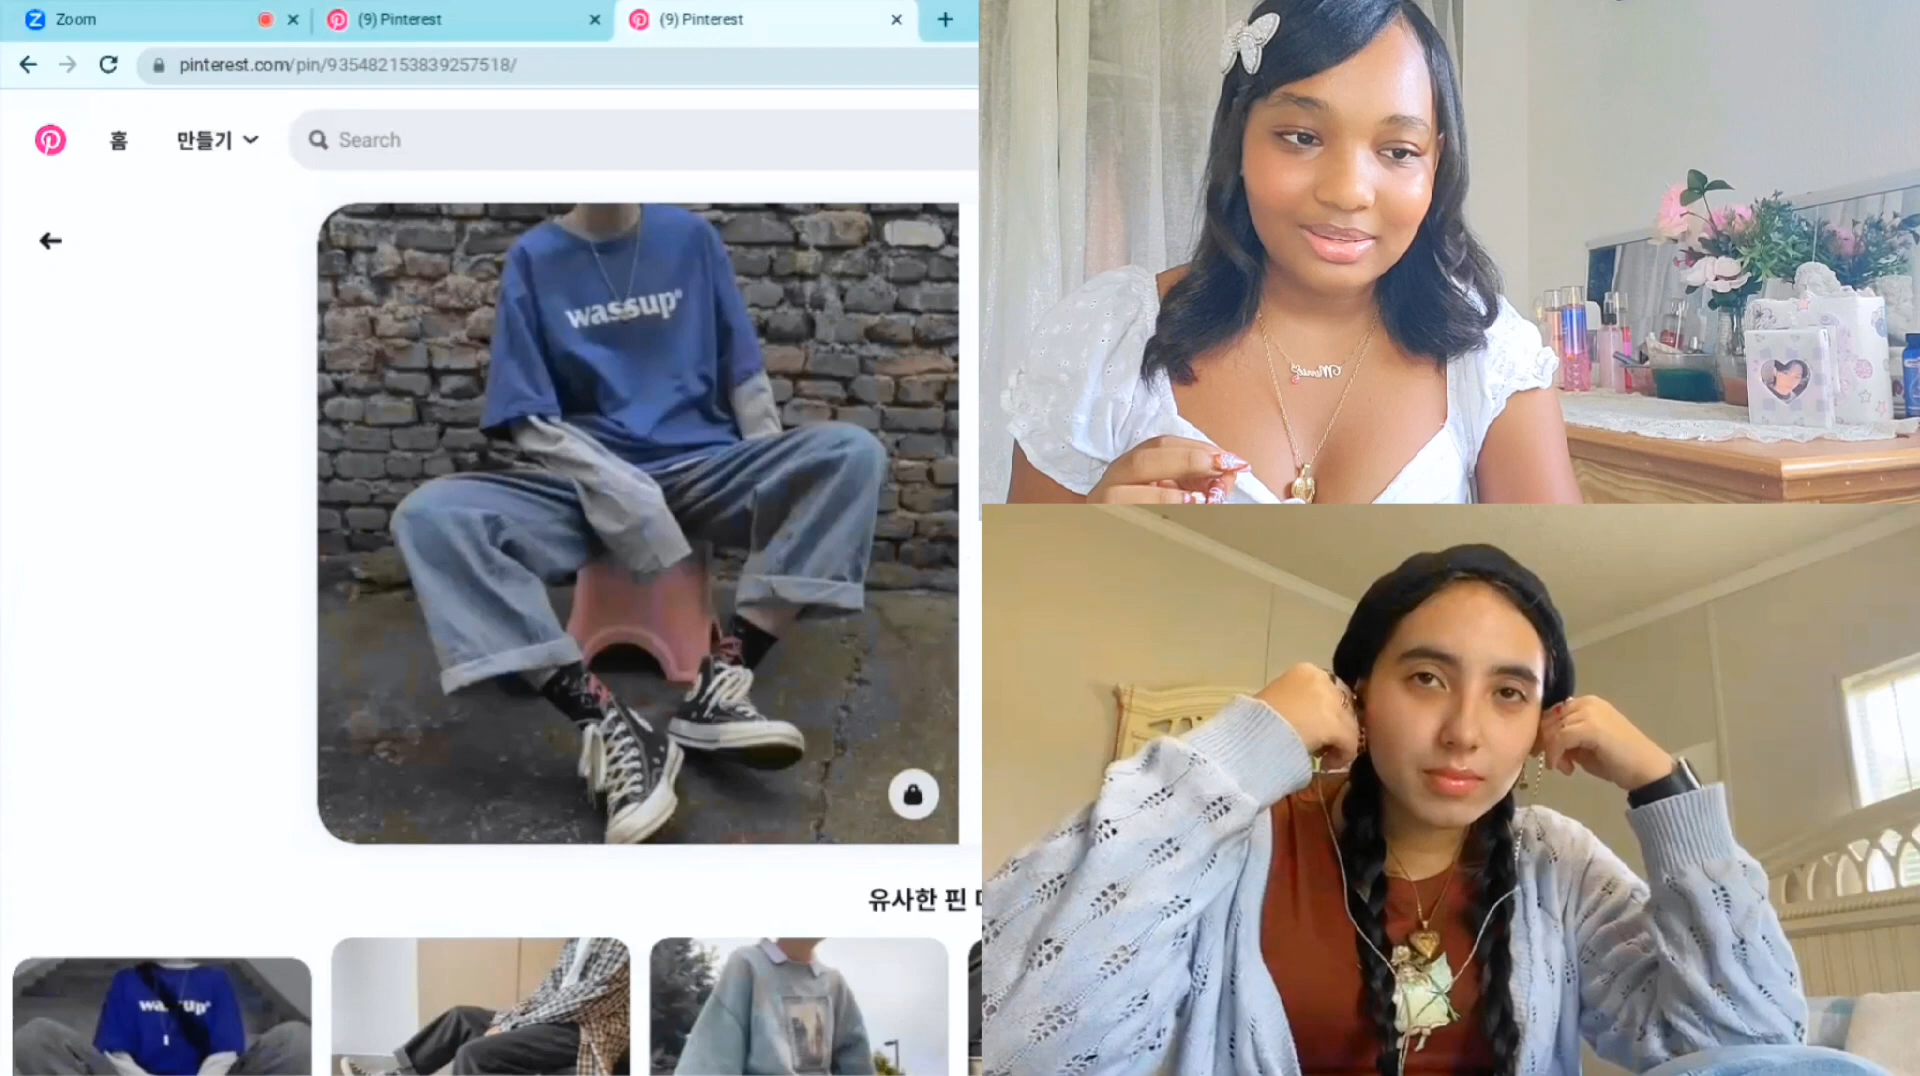 Zoom
(9) Pinterest
(9) Pinterest
pinterest.com/pin/935482153839257518/
홈
만들기
Search
wassup
유사한 핀